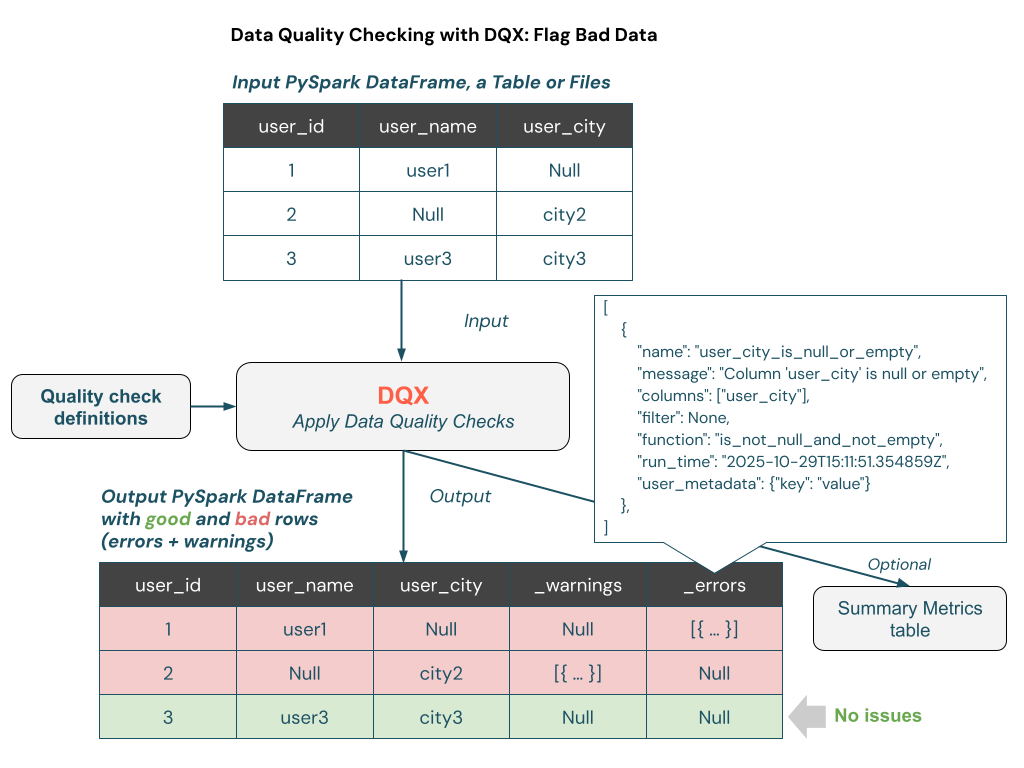 Data Quality Checking with DQX: Flag Bad Data
Input PySpark DataFrame, a Table or Files
user_id user_name user_city
1 user1 Null
2 Null city2
3 user3 city3
Input
Quality check
definitions
DQX
Apply Data Quality Checks
[
{
"name": "user_city_is_null_or_empty",
"message": "Column 'user_city' is null or empty",
"columns": ["user_city"],
"filter": None,
"function": "is_not_null_and_not_empty",
"run_time": "2025-10-29T15:11:51.354859Z",
"user_metadata": {"key": "value"}
},
]
Output
Output PySpark DataFrame
with good and bad rows
(errors + warnings)
Optional
Summary Metrics
table
user_id user_name user_city _warnings _errors
1 user1 Null Null [{ ... }]
2 Null city2 [{ ... }] Null
3 user3 city3 Null Null
No issues